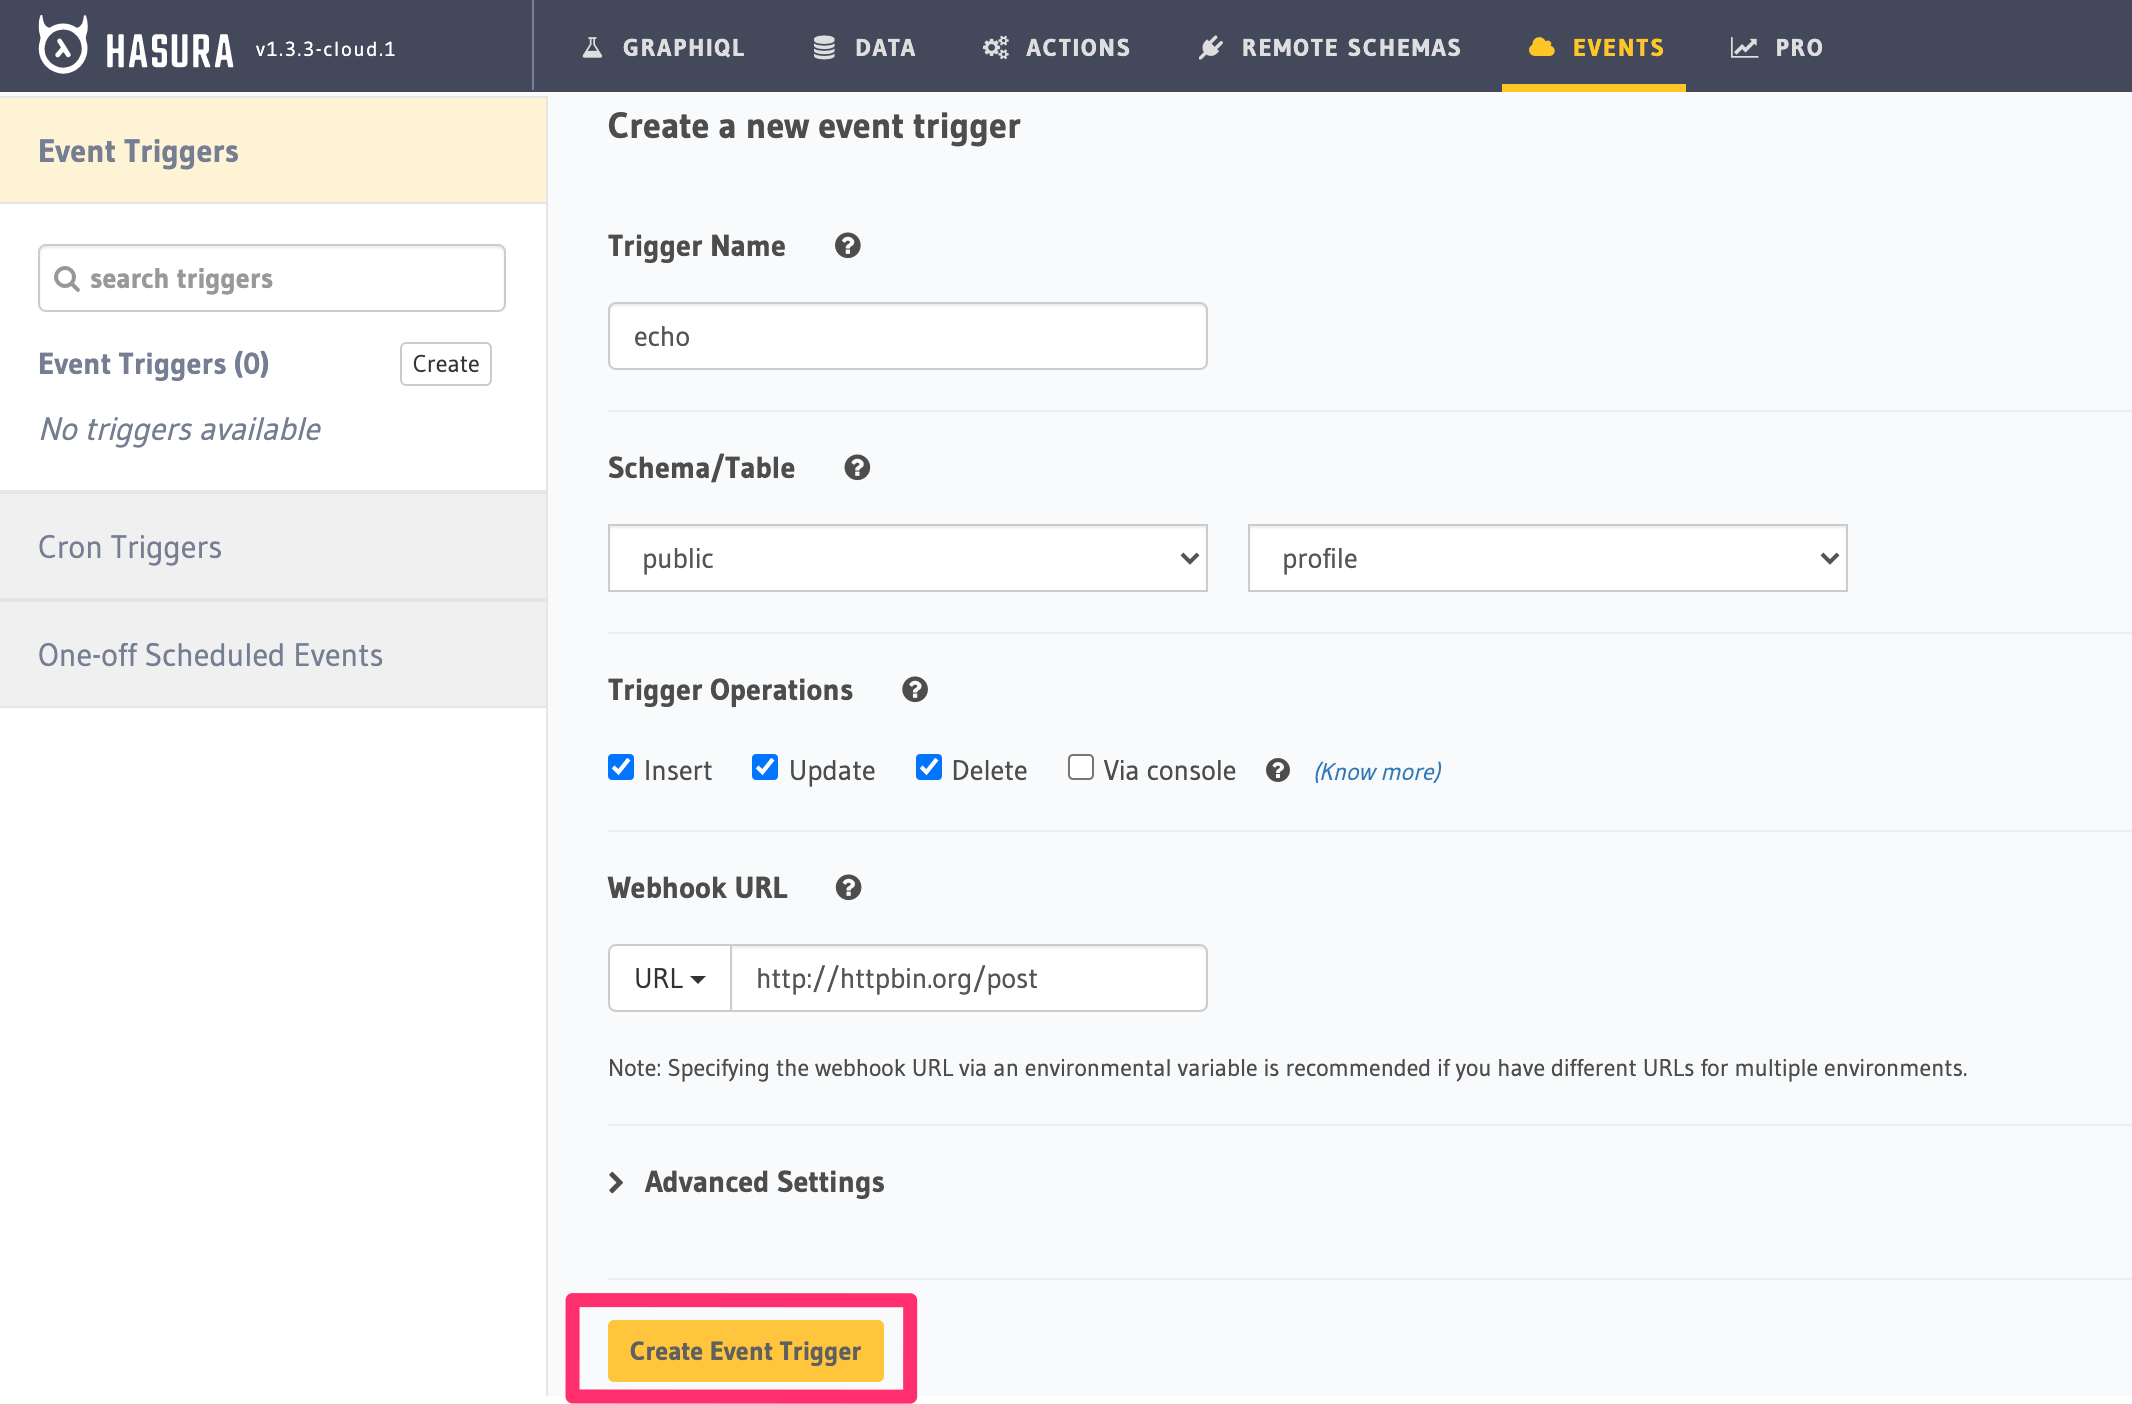 HASURA v1.3.3-cloud.1 GRAPHIQL DATA ACTIONS REMOTE SCHEMAS EVENTS PRO
Event Triggers
search triggers
Event Triggers (0) Create
No triggers available
Cron Triggers
One-off Scheduled Events
Create a new event trigger
Trigger Name
echo
Schema/Table
public profile
Trigger Operations
Insert Update Delete Via console (Know more)
Webhook URL
URL http://httpbin.org/post
Note: Specifying the webhook URL via an environmental variable is recommended if you have different URLs for multiple environments.
Advanced Settings
Create Event Trigger